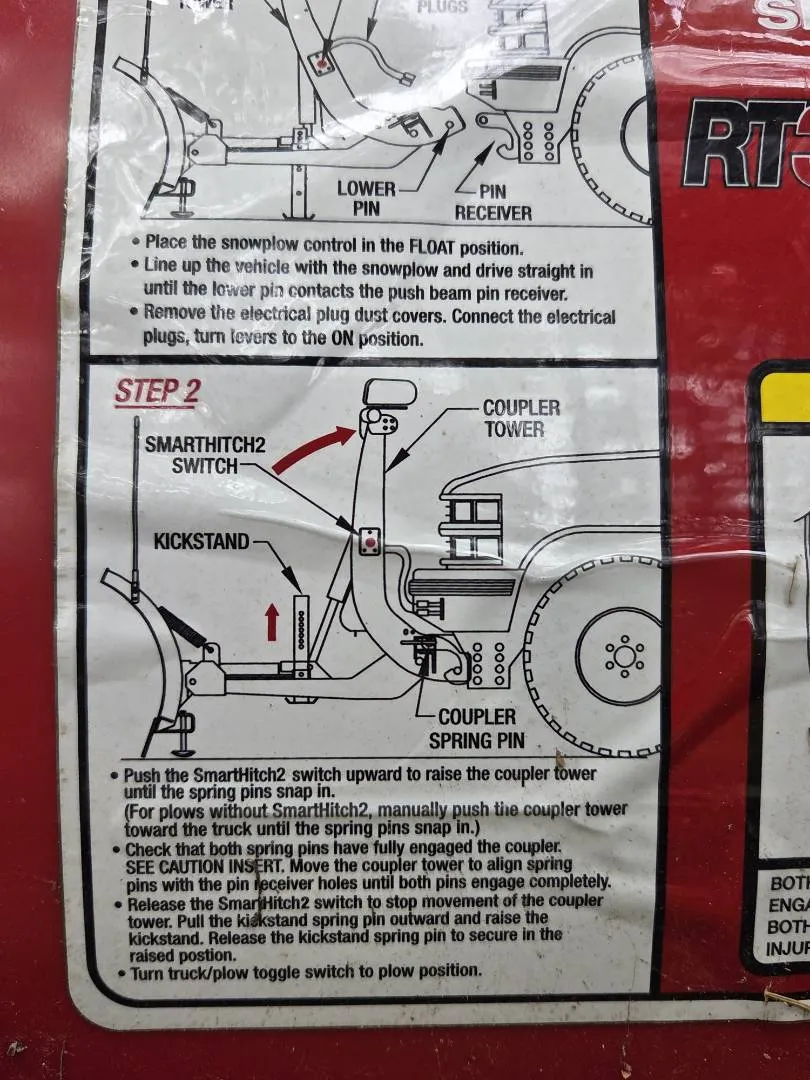 PLUGS
LOWER
PIN
PIN
RECEIVER
• Place the snowplow control in the FLOAT position.
• Line up the vehicle with the snowplow and drive straight in
until the lower pin contacts the push beam pin receiver.
• Remove the electrical plug dust covers. Connect the electrical
plugs, turn levers to the ON position.
STEP 2
COUPLER
TOWER
SMARTHITCH2
SWITCH
KICKSTAND
COUPLER
SPRING PIN
• Push the SmartHitch2 switch upward to raise the coupler tower
until the spring pins snap in.
(For plows without SmartHitch2, manually push the coupler tower
toward the truck until the spring pins snap in.)
• Check that both spring pins have fully engaged the coupler.
SEE CAUTION INSERT. Move the coupler tower to align spring
pins with the pin receiver holes until both pins engage completely.
• Release the SmartHitch2 switch to stop movement of the coupler
tower. Pull the kickstand spring pin outward and raise the
kickstand. Release the kickstand spring pin to secure in the
raised postion.
• Turn truck/plow toggle switch to plow position.
RT3
BOTH